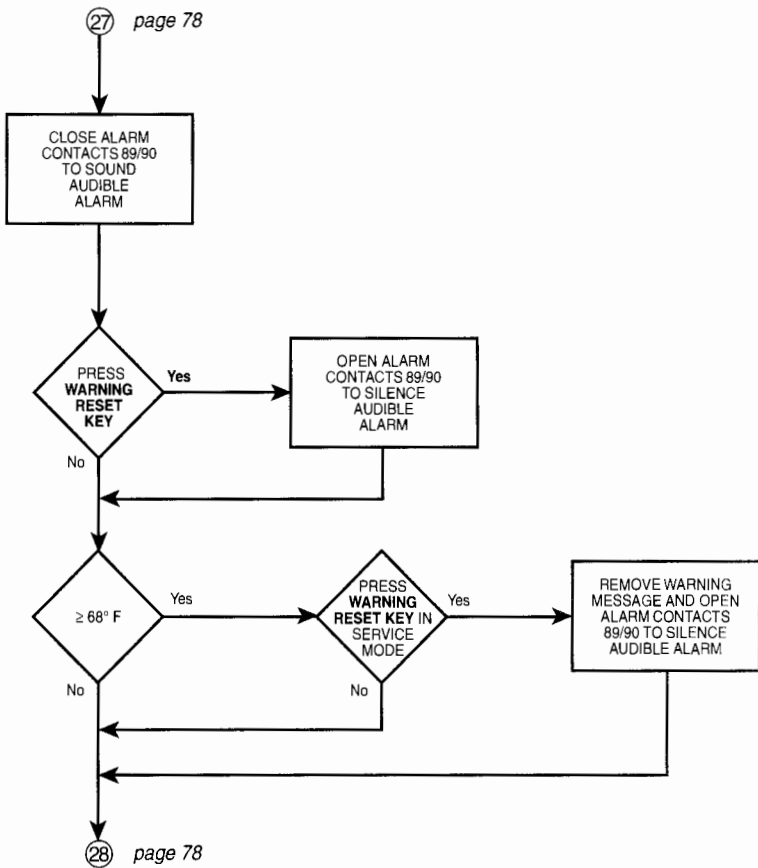 27 page 78
CLOSE ALARM
CONTACTS 89/90
TO SOUND
AUDIBLE
ALARM
PRESS
WARNING
RESET
KEY
Yes
OPEN ALARM
CONTACTS 89/90
TO SILENCE
AUDIBLE
ALARM
No
≥ 68° F
Yes
PRESS
WARNING
RESET KEY IN
SERVICE
MODE
Yes
REMOVE WARNING
MESSAGE AND OPEN
ALARM CONTACTS
89/90 TO SILENCE
AUDIBLE ALARM
No
No
28 page 78